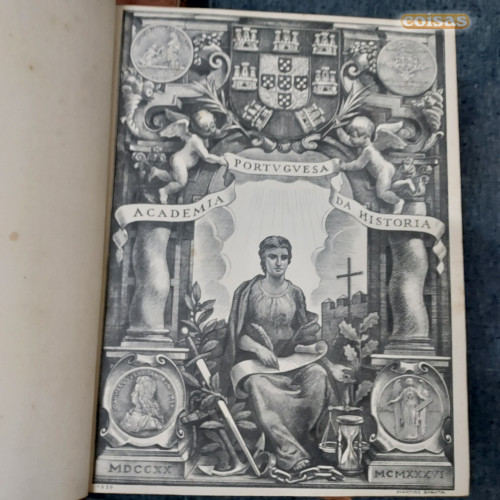 coisas
PORTVGVESA
ACADEMIA
DA HISTORIA
MDCCXX
MCMXXXVI